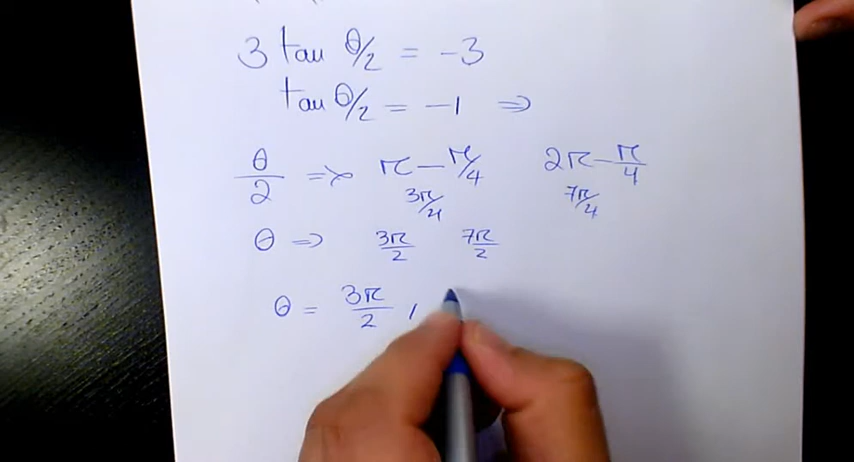 3 tan θ/2 = -3
tan θ/2 = -1 ⇒
θ/2 => π - π/4 2π - π/4
3π/4 7π/4
θ ⇒ 3π/2 7π/2
θ = 3π/2 ,